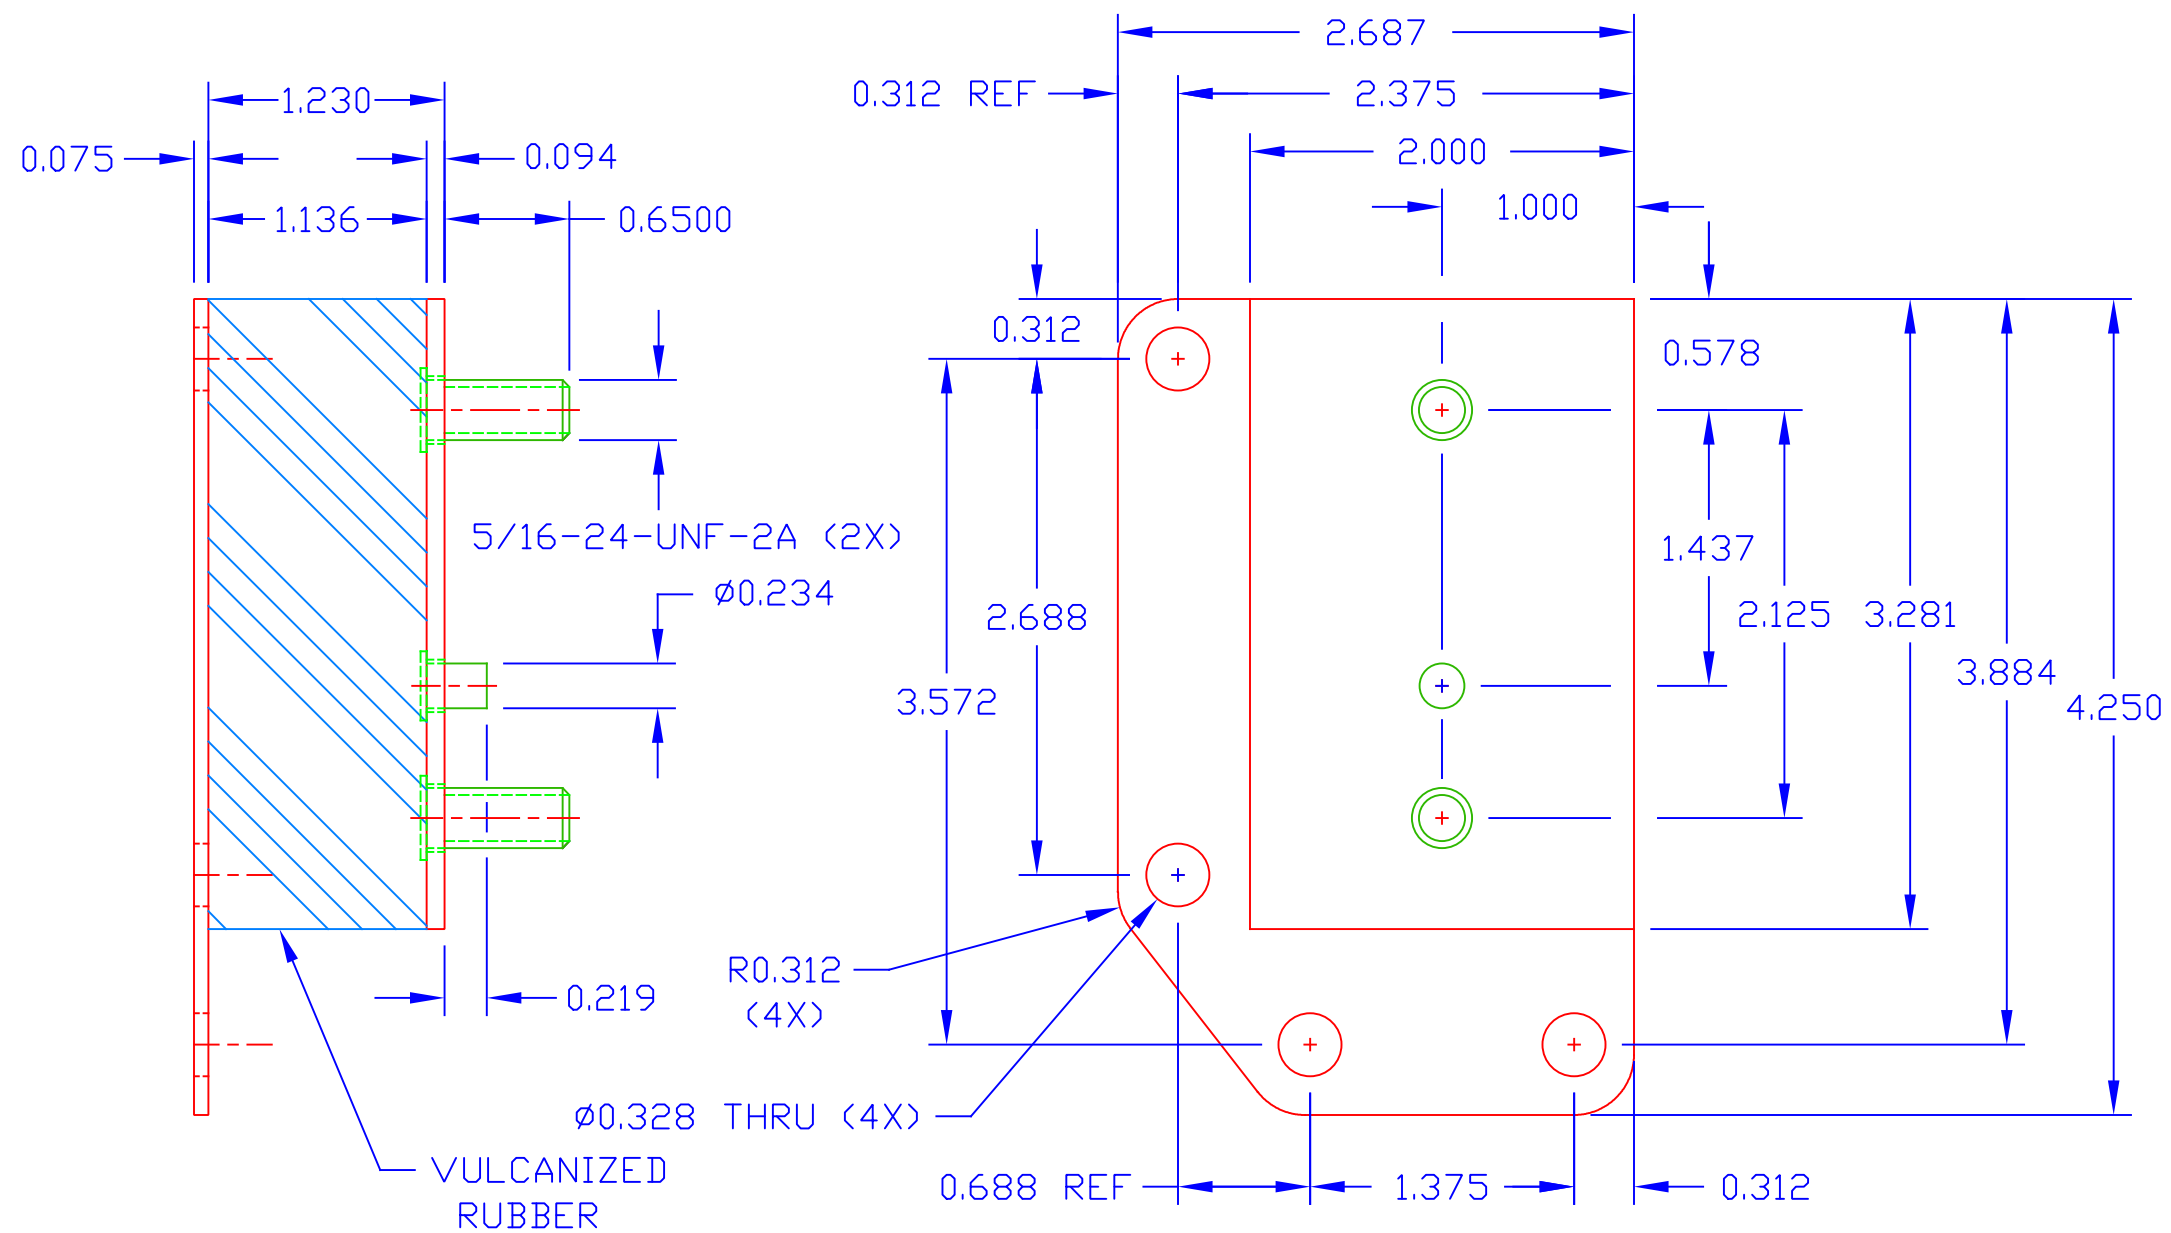 2.687
0.312 REF
2.375
1.230
0.075
0.094
2.000
1.136
0.6500
1.000
0.312
0.578
5/16-24-UNF-2A (2X)
1.437
Ø0.234
2.688
2.125
3.281
3.572
3.884
4.250
R0.312
(4X)
0.219
Ø0.328 THRU (4X)
VULCANIZED
RUBBER
0.688 REF
1.375
0.312